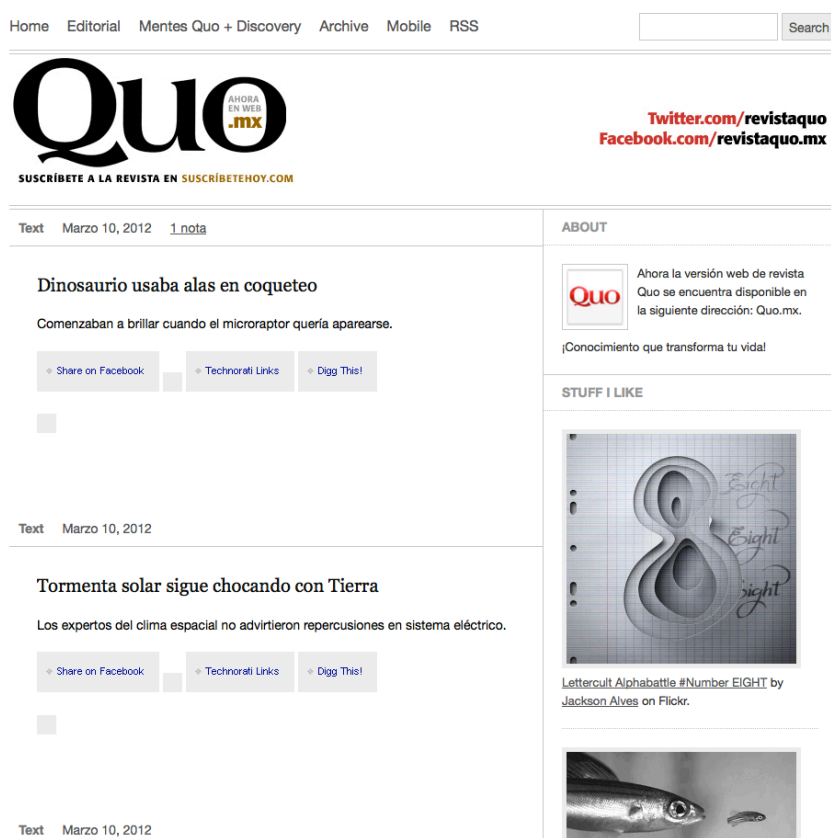 Home Editorial Mentes Quo + Discovery Archive Mobile RSS
Search
Quo
AHORA
EN WEB
.mx
SUSCRÍBETE A LA REVISTA EN SUSCRÍBETEHOY.COM
Twitter.com/revistaquo
Facebook.com/revistaquo.mx
Text Marzo 10, 2012 1 nota
Dinosaurio usaba alas en coqueteo
Comenzaban a brillar cuando el microraptor quería aparearse.
Share on Facebook Technorati Links Digg This!
Text Marzo 10, 2012
Tormenta solar sigue chocando con Tierra
Los expertos del clima espacial no advirtieron repercusiones en sistema eléctrico.
Share on Facebook Technorati Links Digg This!
Text Marzo 10, 2012
ABOUT
Quo
Ahora la versión web de revista
Quo se encuentra disponible en
la siguiente dirección: Quo.mx.
¡Conocimiento que transforma tu vida!
STUFF I LIKE
Eight
Eight
Eight
Lettercult Alphabattle #Number EIGHT by
Jackson Alves on Flickr.